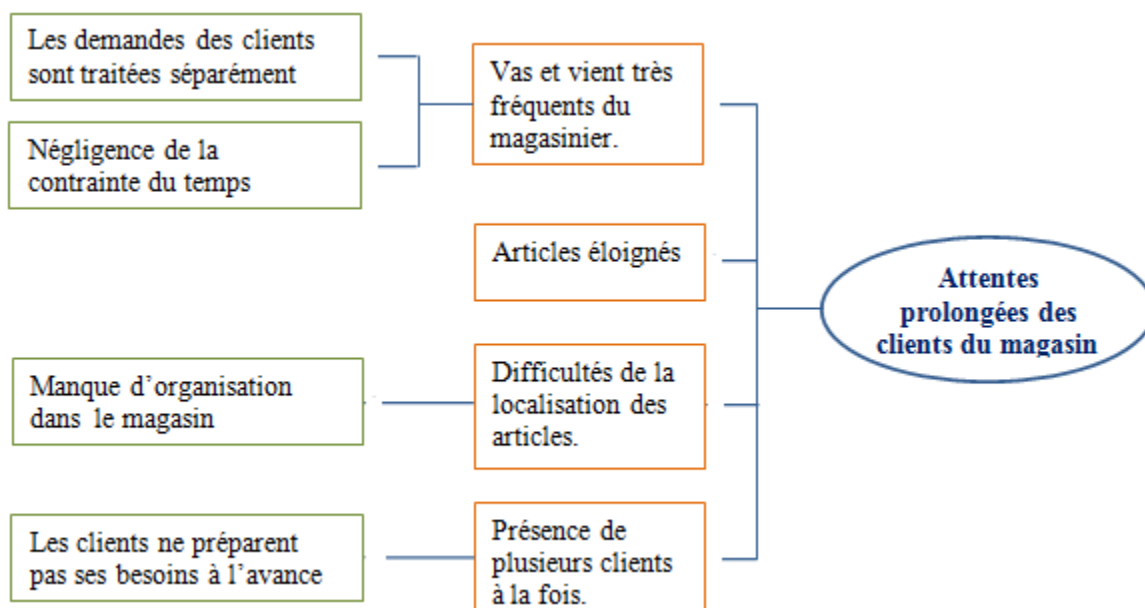 Les demandes des clients
sont traitées séparément
Négligence de la
contrainte du temps
Manque d’organisation
dans le magasin
Les clients ne préparent
pas ses besoins à l’avance
Vas et vient très
fréquents du
magasinier.
Articles éloignés
Difficultés de la
localisation des
articles.
Présence de
plusieurs clients
à la fois.
Attentes
prolongées des
clients du magasin